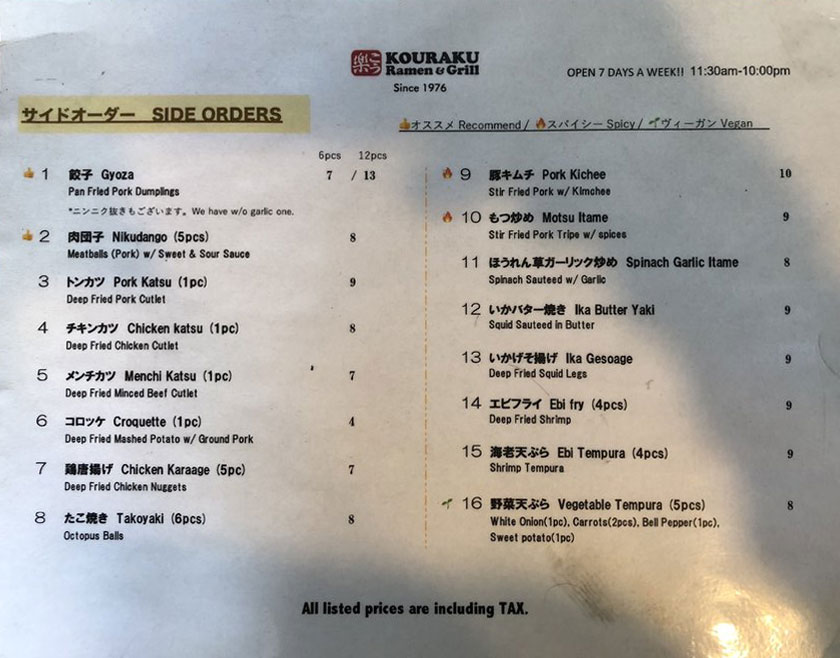 こうらく KOURAKU
Ramen & Grill
Since 1976
OPEN 7 DAYS A WEEK!! 11:30am-10:00pm
サイドオーダー SIDE ORDERS
オススメ Recommend / スパイシー Spicy / ヴィーガン Vegan
6pcs 12pcs
1 餃子 Gyoza 7 / 13
Pan Fried Pork Dumplings
*ニンニク抜きもございます。We have w/o garlic one.
2 肉団子 Nikudango (5pcs) 8
Meatballs (Pork) w/ Sweet & Sour Sauce
3 トンカツ Pork Katsu (1pc) 9
Deep Fried Pork Cutlet
4 チキンカツ Chicken katsu (1pc) 8
Deep Fried Chicken Cutlet
5 メンチカツ Menchi Katsu (1pc) 7
Deep Fried Minced Beef Cutlet
6 コロッケ Croquette (1pc) 4
Deep Fried Mashed Potato w/ Ground Pork
7 鶏唐揚げ Chicken Karaage (5pc) 7
Deep Fried Chicken Nuggets
8 たこ焼き Takoyaki (6pcs) 8
Octopus Balls
9 豚キムチ Pork Kichee 10
Stir Fried Pork w/ Kimchee
10 もつ炒め Motsu Itame 9
Stir Fried Pork Tripe w/ spices
11 ほうれん草ガーリック炒め Spinach Garlic Itame 8
Spinach Sauteed w/ Garlic
12 いかバター焼き Ika Butter Yaki 9
Squid Sauteed in Butter
13 いかげそ揚げ Ika Gesoage 9
Deep Fried Squid Legs
14 エビフライ Ebi fry (4pcs) 9
Deep Fried Shrimp
15 海老天ぷら Ebi Tempura (4pcs) 9
Shrimp Tempura
16 野菜天ぷら Vegetable Tempura (5pcs) 8
White Onion(1pc), Carrots(2pcs), Bell Pepper(1pc),
Sweet potato(1pc)
All listed prices are including TAX.